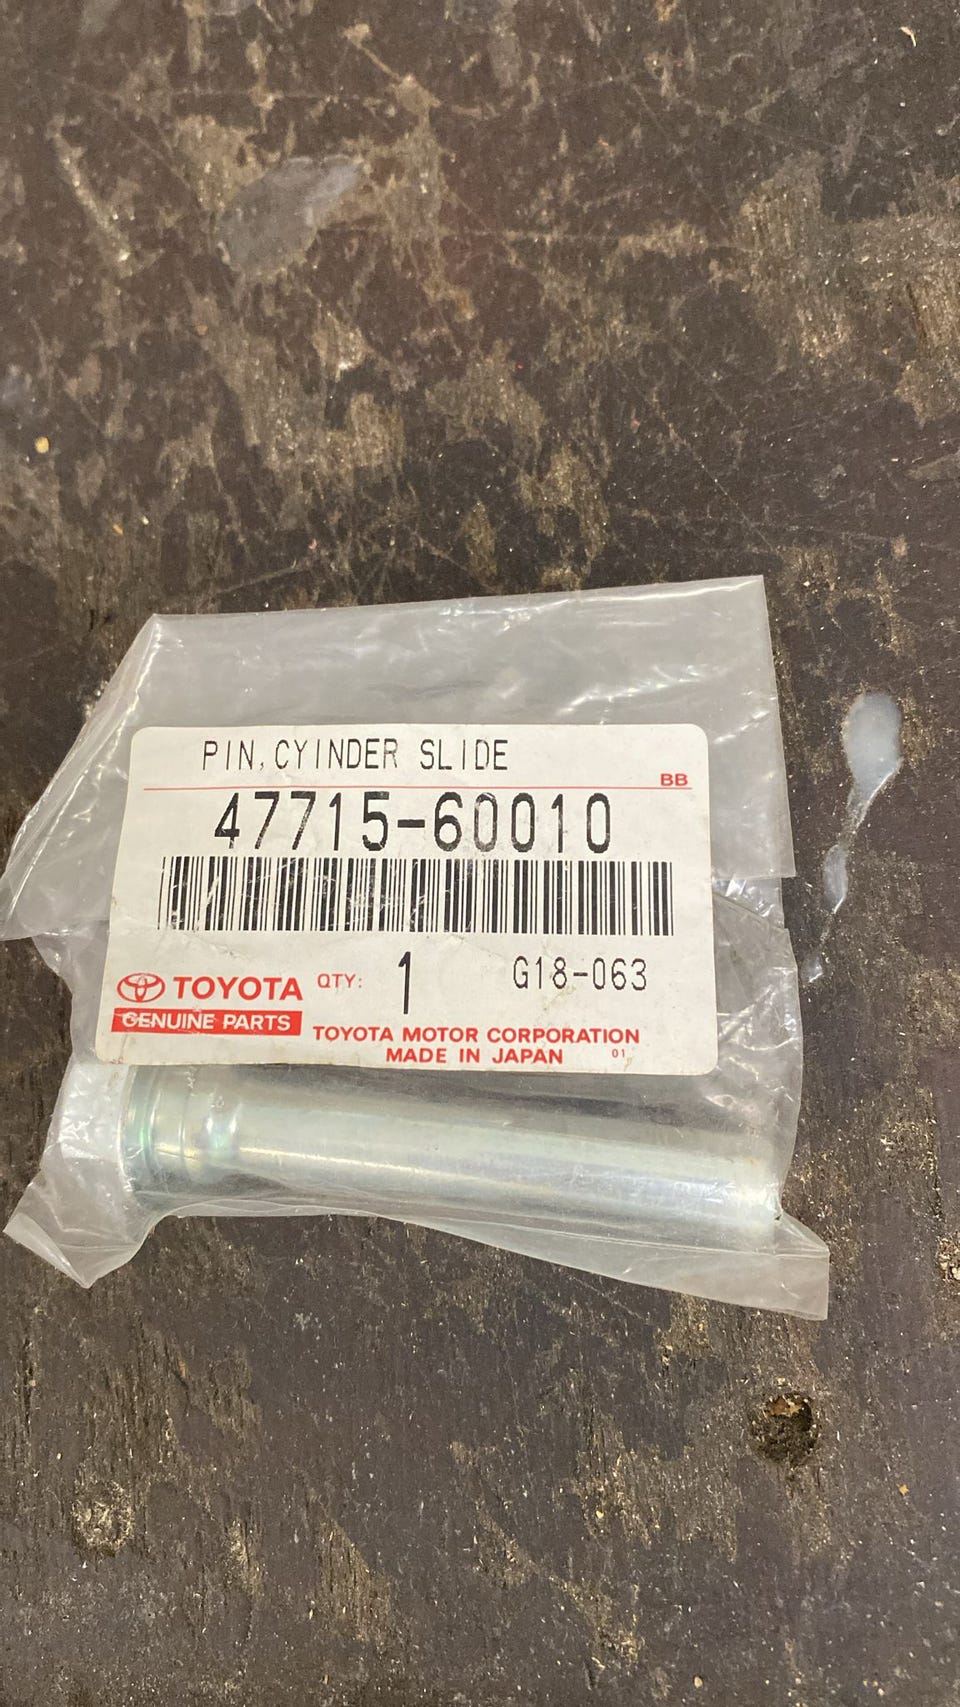 PIN,CYINDER SLIDE
BB
47715-60010
TOYOTA QTY: 1 G18-063
GENUINE PARTS
TOYOTA MOTOR CORPORATION
MADE IN JAPAN 01